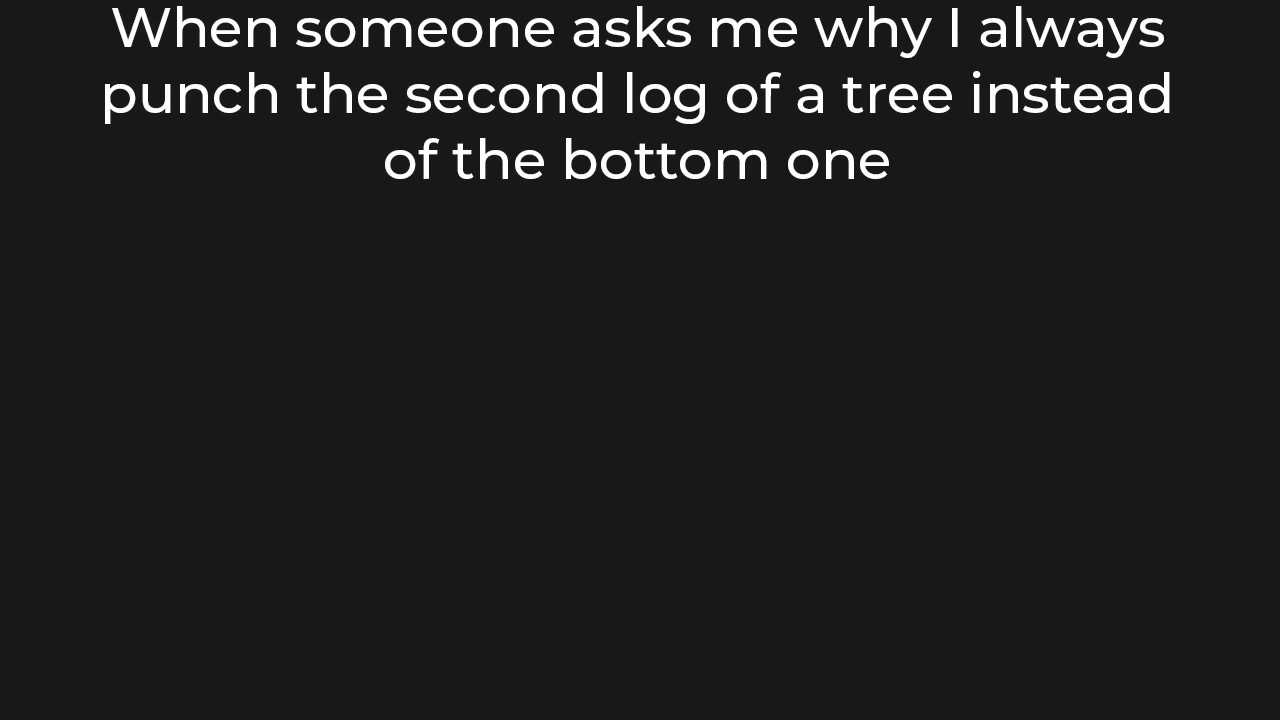 When someone asks me why I always
punch the second log of a tree instead
of the bottom one